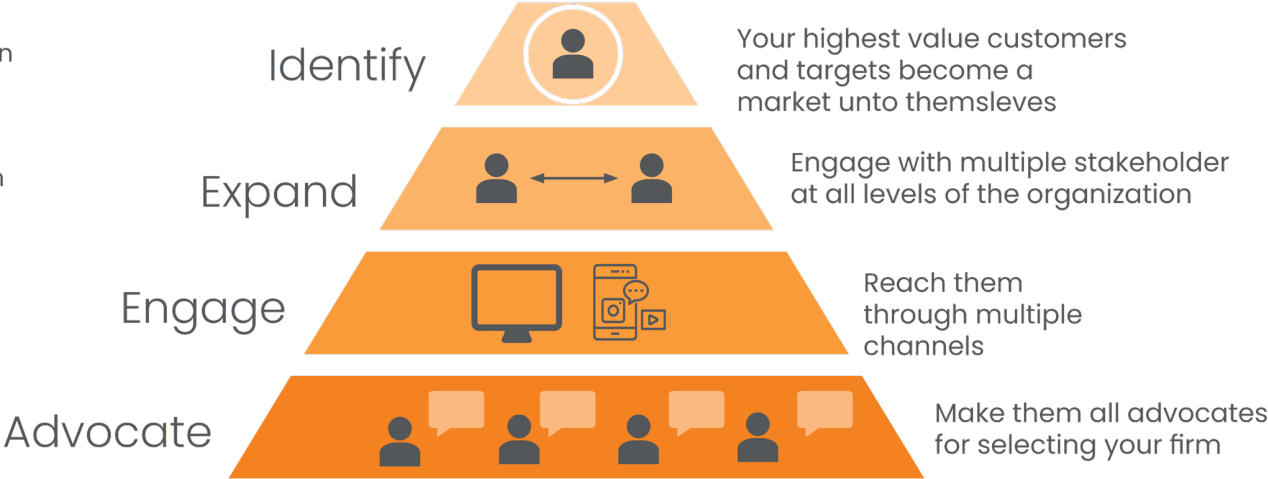 n
Identify
Your highest value customers
and targets become a
market unto themsleves
n
Expand
Engage with multiple stakeholder
at all levels of the organization
Engage
Reach them
through multiple
channels
Advocate
Make them all advocates
for selecting your firm